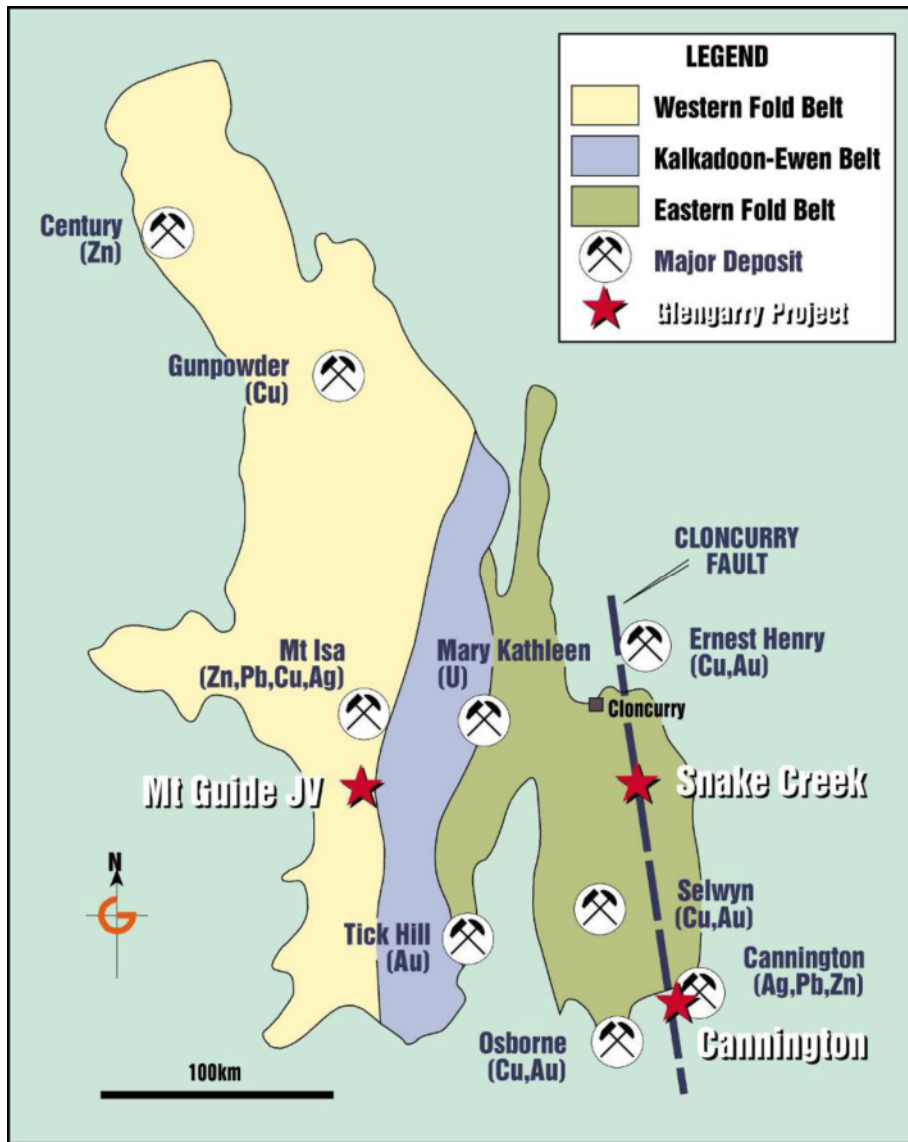 LEGEND
Western Fold Belt
Kalkadoon-Ewen Belt
Eastern Fold Belt
Major Deposit
Glengarry Project
Century
(Zn)
Gunpowder
(Cu)
CLONCURRY
FAULT
Mt Isa
(Zn,Pb,Cu,Ag)
Mary Kathleen
(U)
Ernest Henry
(Cu,Au)
Cloncurry
Mt Guide JV
Snake Creek
N
Selwyn
(Cu,Au)
Tick Hill
(Au)
Cannington
(Ag,Pb,Zn)
Osborne
(Cu,Au)
Cannington
100km